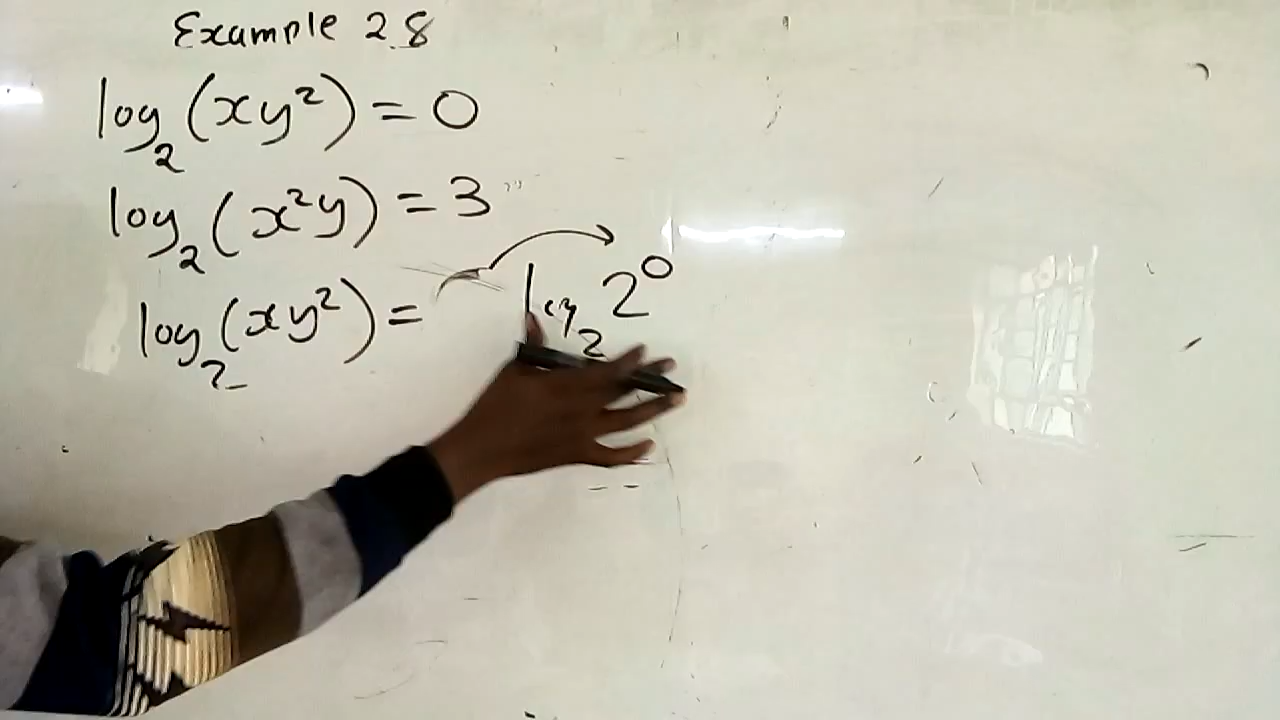 Example 2.8
log₂(xy²) = 0
log₂(x²y) = 3
log₂(xy²) = log₂ 2⁰